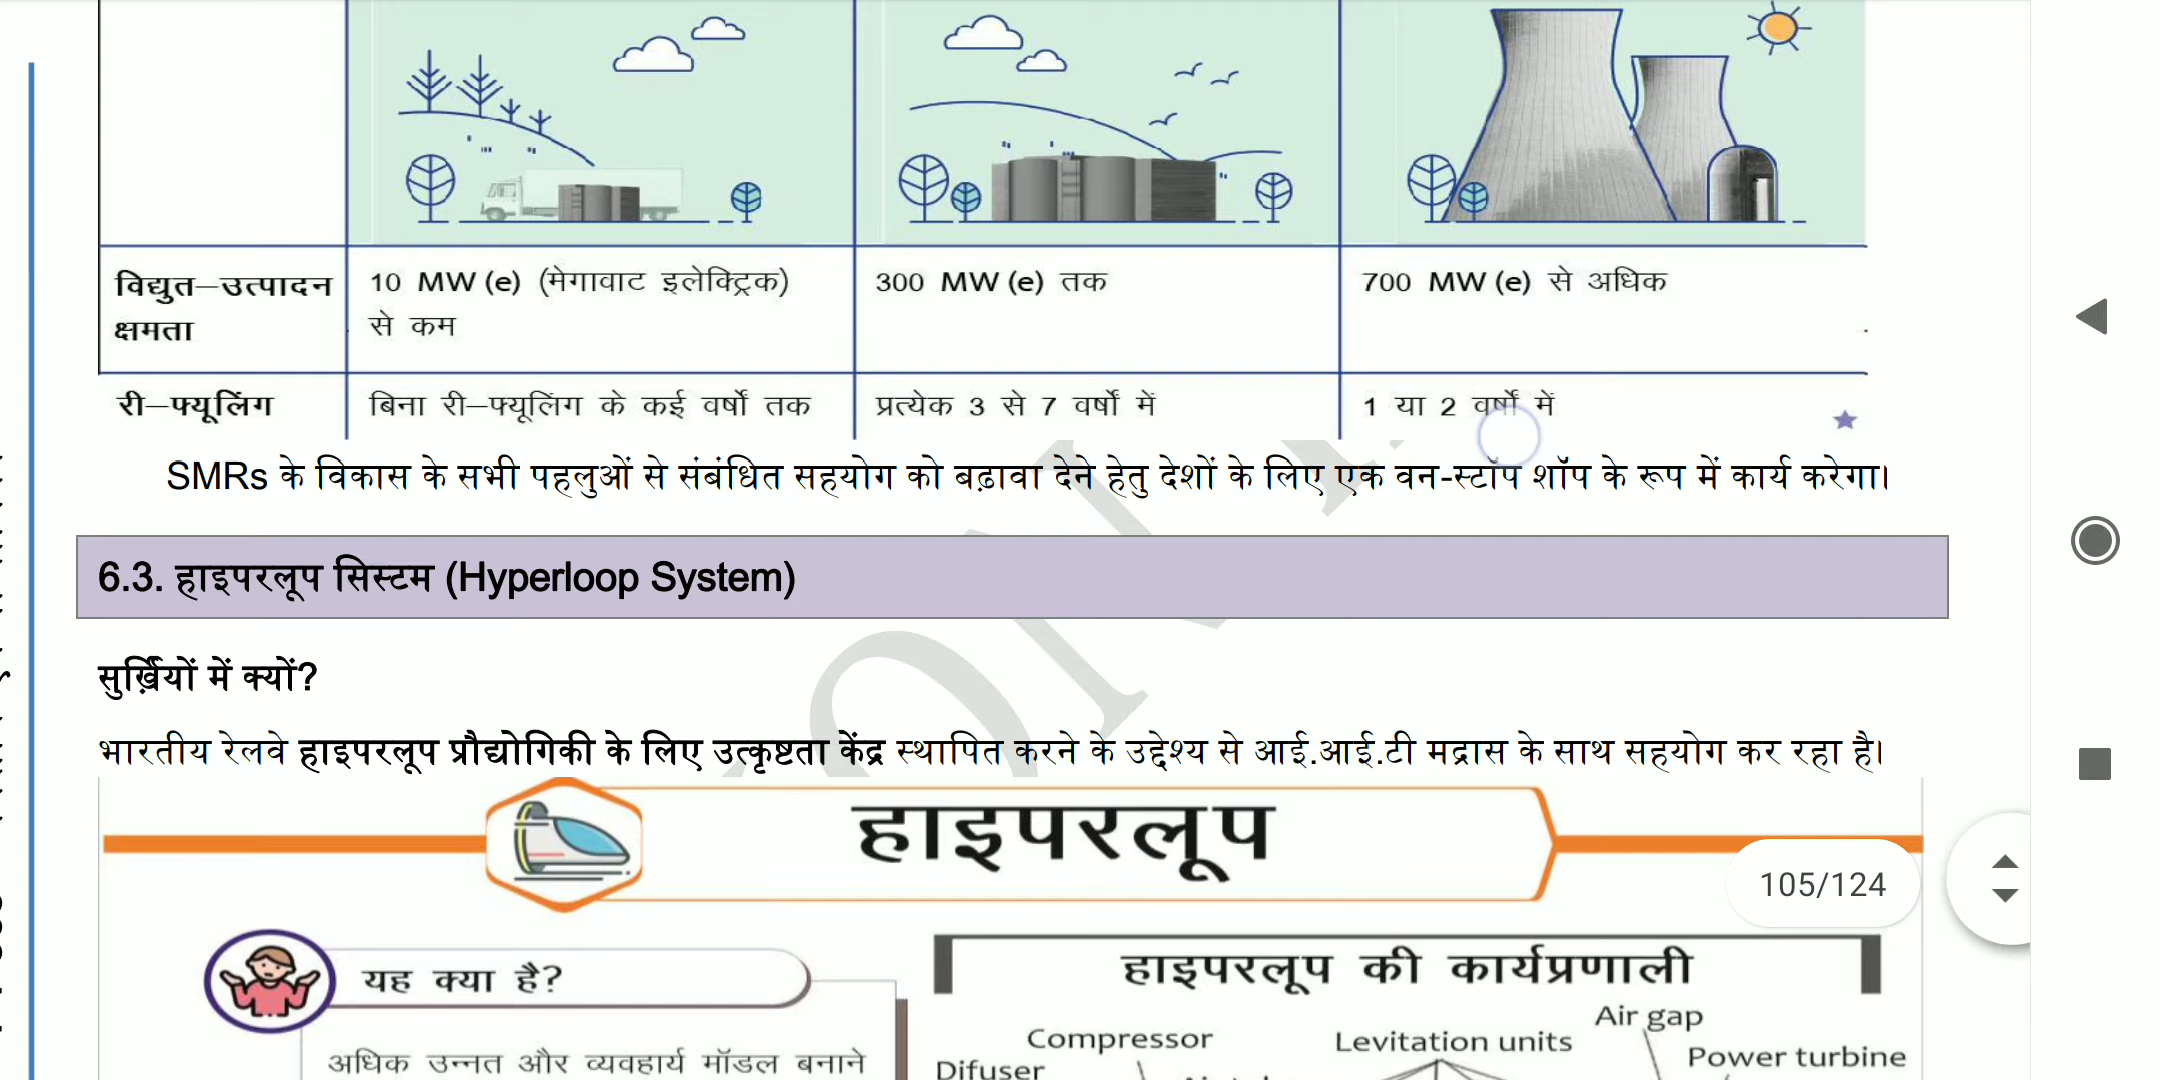 विद्युत–उत्पादन क्षमता
10 MW (e) (मेगावाट इलेक्ट्रिक) से कम
300 MW (e) तक
700 MW (e) से अधिक
री–फ्यूलिंग
बिना री–फ्यूलिंग के कई वर्षों तक
प्रत्येक 3 से 7 वर्षों में
1 या 2 वर्षों में
SMRs के विकास के सभी पहलुओं से संबंधित सहयोग को बढ़ावा देने हेतु देशों के लिए एक वन-स्टॉप शॉप के रूप में कार्य करेगा।
6.3. हाइपरलूप सिस्टम (Hyperloop System)
सुर्ख़ियों में क्यों?
भारतीय रेलवे हाइपरलूप प्रौद्योगिकी के लिए उत्कृष्टता केंद्र स्थापित करने के उद्देश्य से आई.आई.टी मद्रास के साथ सहयोग कर रहा है।
हाइपरलूप
105/124
यह क्या है?
अधिक उन्नत और व्यवहार्य मॉडल बनाने
हाइपरलूप की कार्यप्रणाली
Air gap
Compressor
Levitation units
Power turbine
Difuser